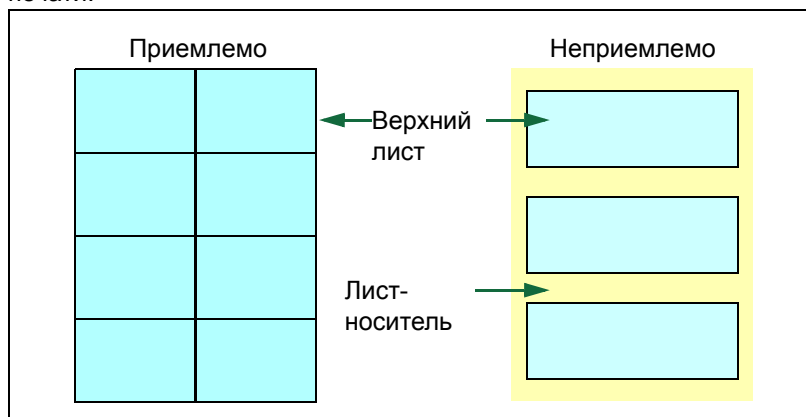 Приемлемо
Неприемлемо
Верхний
лист
Лист-
носитель